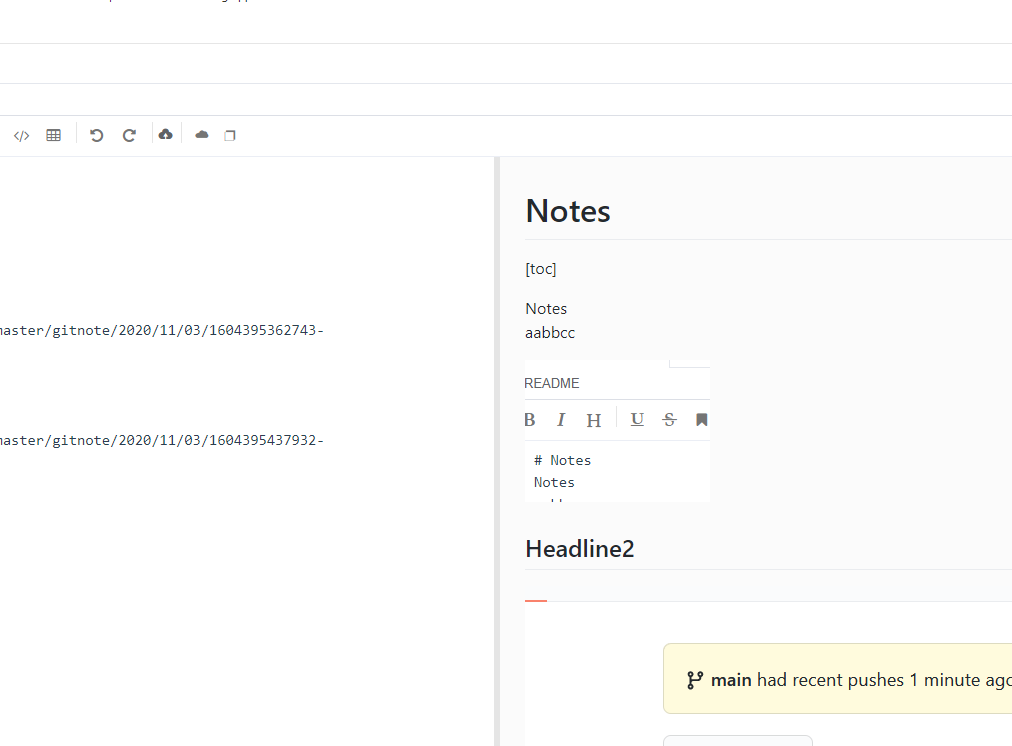 master/gitnote/2020/11/03/1604395362743-
master/gitnote/2020/11/03/1604395437932-
Notes
[toc]
Notes
aabbcc
README
B I H U S
# Notes
Notes
Headline2
main had recent pushes 1 minute ago